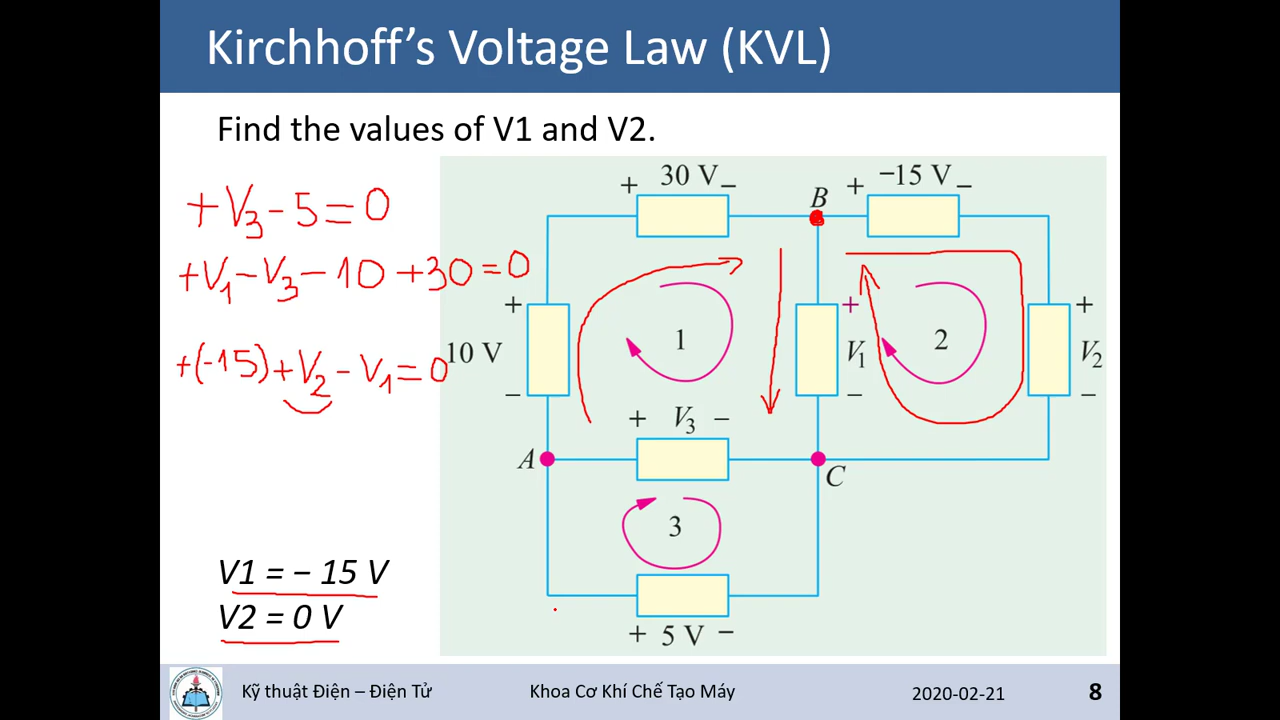 Kirchhoff's Voltage Law (KVL)
Find the values of V1 and V2.
+V3 - 5 = 0
+V1 - V3 - 10 + 30 = 0
+(-15) + V2 - V1 = 0
V1 = – 15 V
V2 = 0 V
+ 30 V –
B
+ –15 V –
+
10 V
–
1
+
V1
–
2
+
V2
–
A
+ V3 –
C
3
+ 5 V –
Kỹ thuật Điện – Điện Tử
Khoa Cơ Khí Chế Tạo Máy
2020-02-21
8